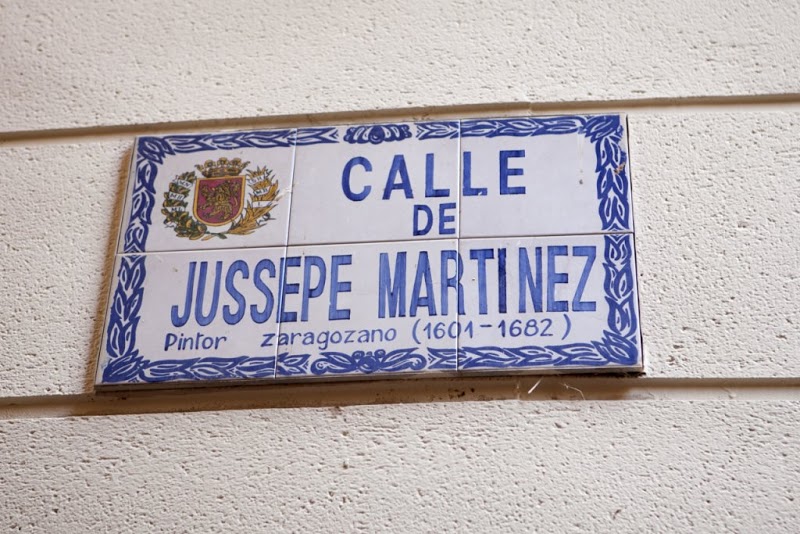 CALLE
DE
JUSSEPE MARTINEZ
Pintor zaragozano (1601-1682)